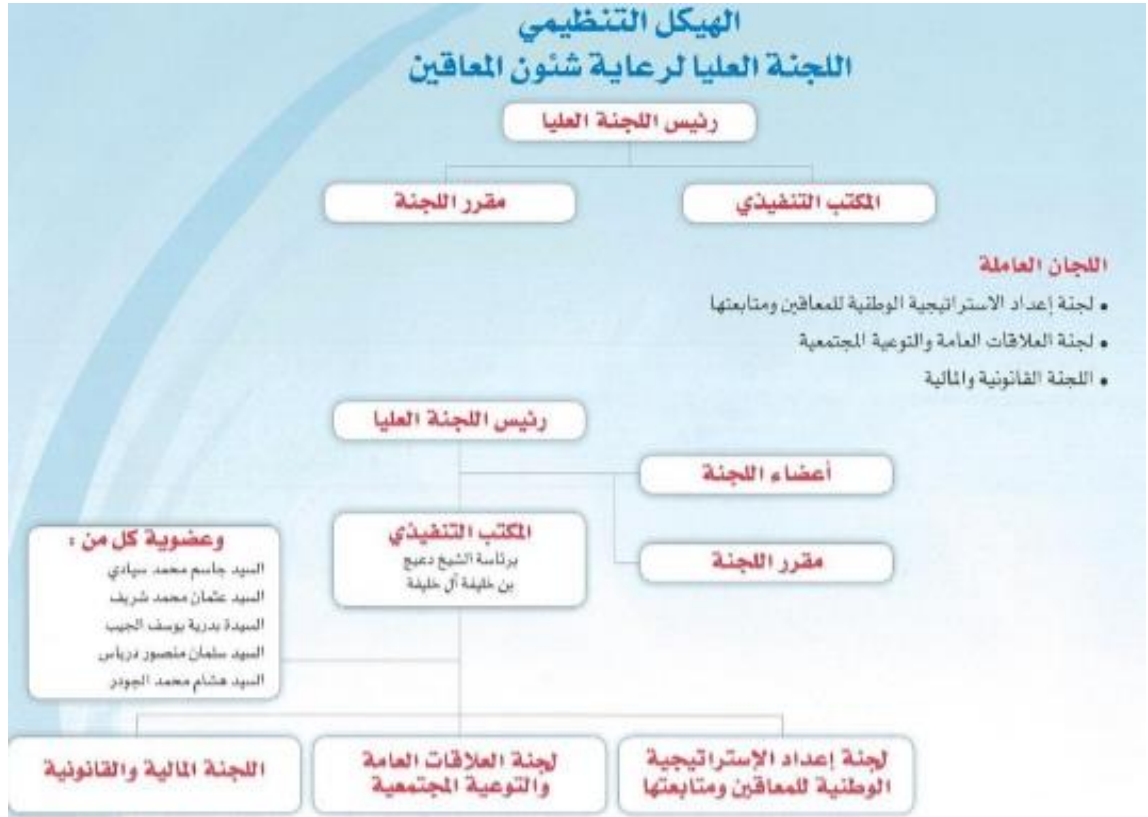 الهيكل التنظيمي
اللجنة العليا لرعاية شئون المعاقين
رئيس اللجنة العليا
المكتب التنفيذي
مقرر اللجنة
اللجان العاملة
• لجنة إعداد الاستراتيجية الوطنية للمعاقين ومتابعتها
• لجنة العلاقات العامة والتوعية المجتمعية
• اللجنة القانونية والمالية
رئيس اللجنة العليا
أعضاء اللجنة
مقرر اللجنة
المكتب التنفيذي
برئاسة الشيخ دعيج
بن خليفة آل خليفة
وعضوية كل من :
السيد جاسم محمد سيادي
السيد عثمان محمد شريف
السيدة بدرية يوسف الجيب
السيد سلمان منصور درباس
السيد هشام محمد الجودر
لجنة إعداد الإستراتيجية
الوطنية للمعاقين ومتابعتها
لجنة العلاقات العامة
والتوعية المجتمعية
اللجنة المالية والقانونية